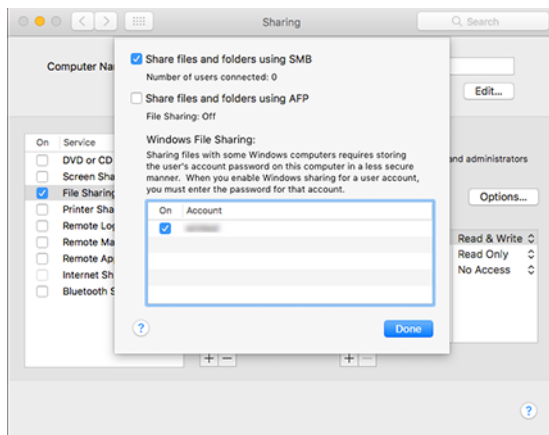 Sharing
Search
Computer Na
Edit...
Share files and folders using SMB
Number of users connected: 0
Share files and folders using AFP
File Sharing: Off
Windows File Sharing:
Sharing files with some Windows computers requires storing
the user's account password on this computer in a less secure
manner. When you enable Windows sharing for a user account,
you must enter the password for that account.
On Account
Done
On Service
DVD or CD
Screen Sha
File Sharing
Printer Sha
Remote Log
Remote Ma
Remote Ap
Internet Sh
Bluetooth S
and administrators
Options...
Read & Write
Read Only
No Access
+ −
+ −
?
?